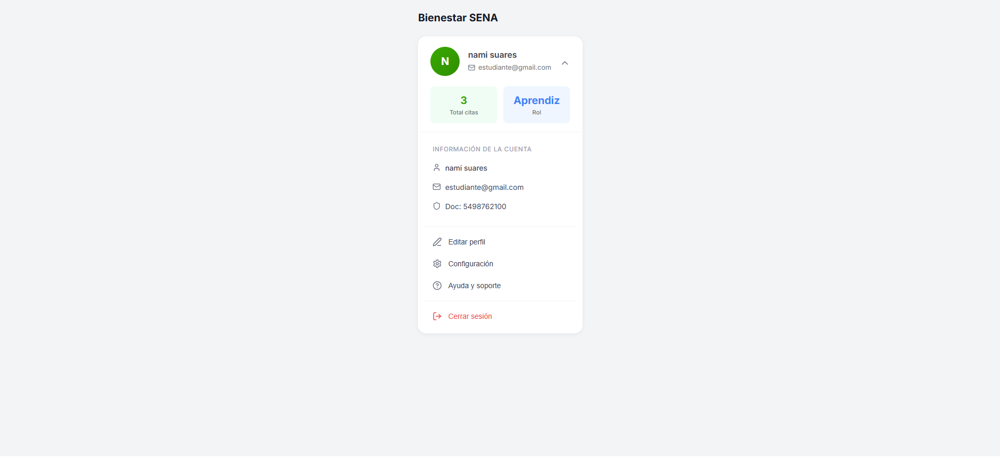 Bienestar SENA
N
nami suares
estudiante@gmail.com
3
Total citas
Aprendiz
Rol
INFORMACIÓN DE LA CUENTA
nami suares
estudiante@gmail.com
Doc: 5498762100
Editar perfil
Configuración
Ayuda y soporte
Cerrar sesión